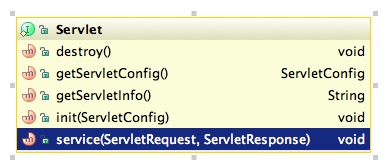 Servlet
destroy() void
getServletConfig() ServletConfig
getServletInfo() String
init(ServletConfig) void
service(ServletRequest, ServletResponse) void